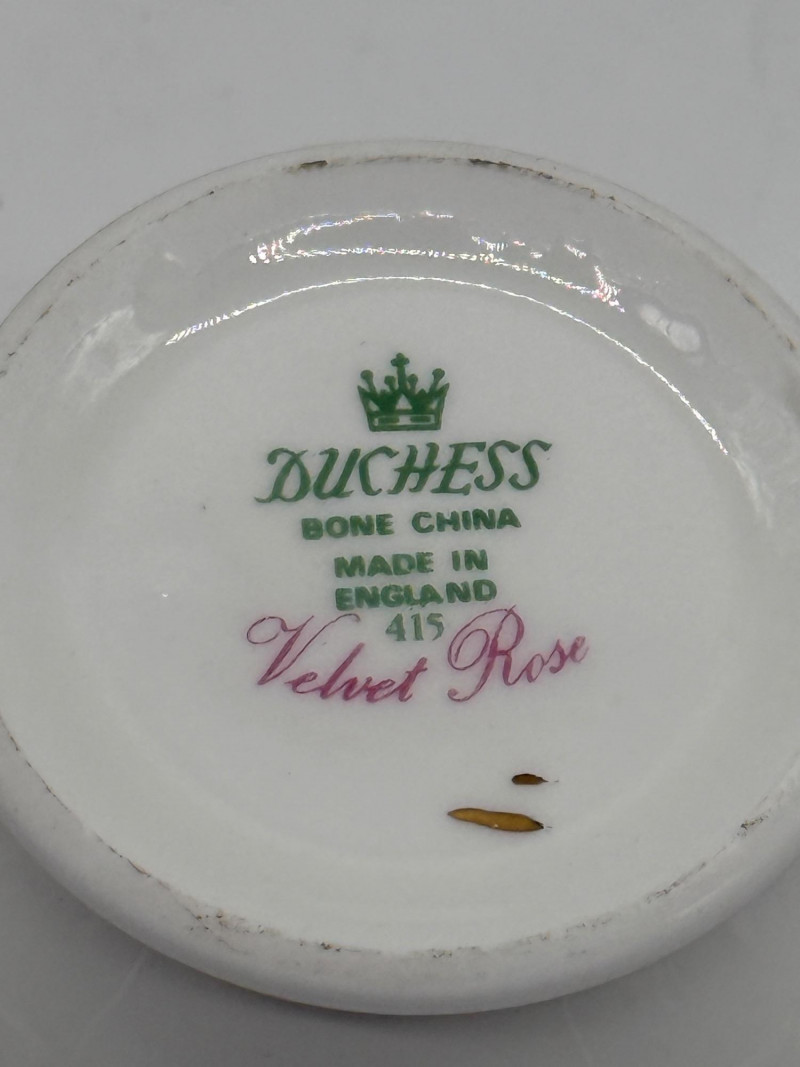 DUCHESS
BONE CHINA
MADE IN
ENGLAND
415
Velvet Rose